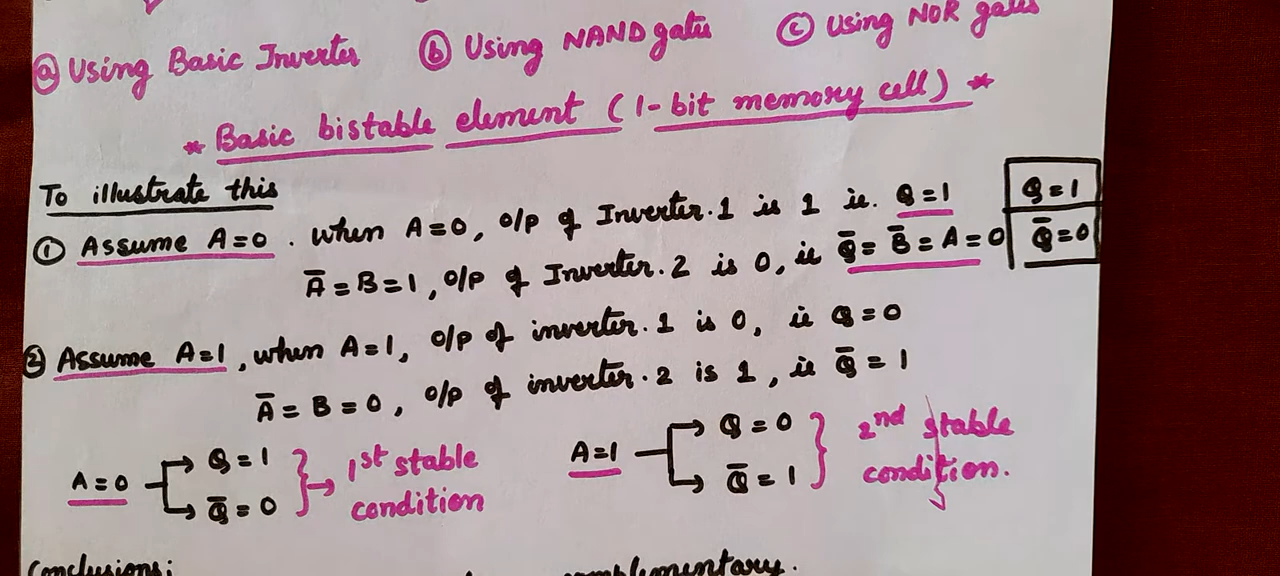 ⓐ Using Basic Inverter ⓑ Using NAND gates ⓒ Using NOR gates
* Basic bistable element (1-bit memory cell) *
To illustrate this
① Assume A=0. when A=0, o/p of Inverter.1 is 1 ie. Q=1
A̅=B=1, o/p of Inverter.2 is 0, ie Q̅=B̅=A=0
Q=1
Q̅=0
② Assume A=1, when A=1, o/p of inverter.1 is 0, ie Q=0
A̅=B=0, o/p of inverter.2 is 1, ie Q̅=1
A=0 → Q=1 } → 1st stable
→ Q̅=0 condition
A=1 → Q=0 } 2nd stable
→ Q̅=1 condition.
Conclusions:
complimentary.